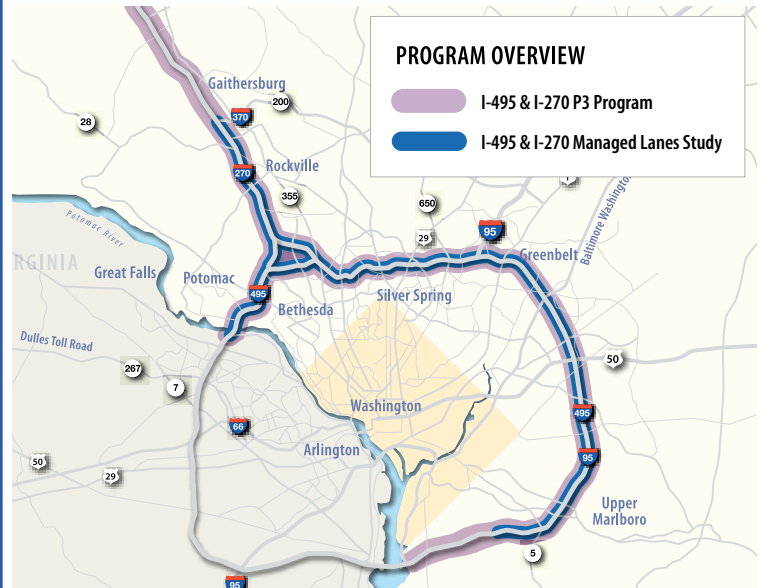 PROGRAM OVERVIEW
I-495 & I-270 P3 Program
I-495 & I-270 Managed Lanes Study
Gaithersburg
370
200
28
270
Rockville
355
650
29
95
Baltimore Washington
Greenbelt
Potomac River
RGINIA
Great Falls
Potomac
495
Bethesda
Silver Spring
Dulles Toll Road
267
7
50
Washington
495
66
Arlington
95
50
29
Upper
Marlboro
5
95